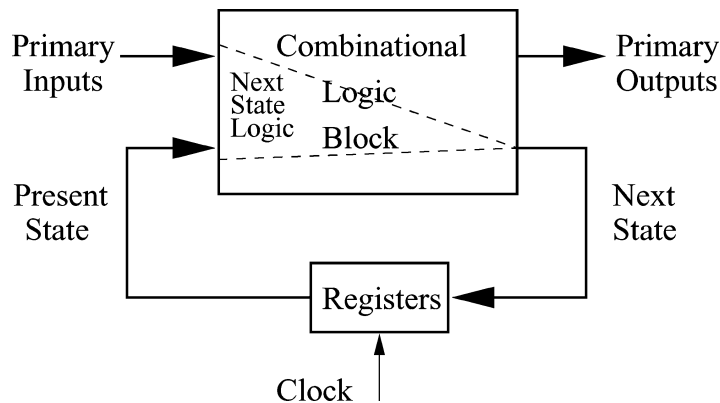 Primary
Inputs
Combinational
Logic
Block
Next
State
Logic
Primary
Outputs
Present
State
Next
State
Registers
Clock